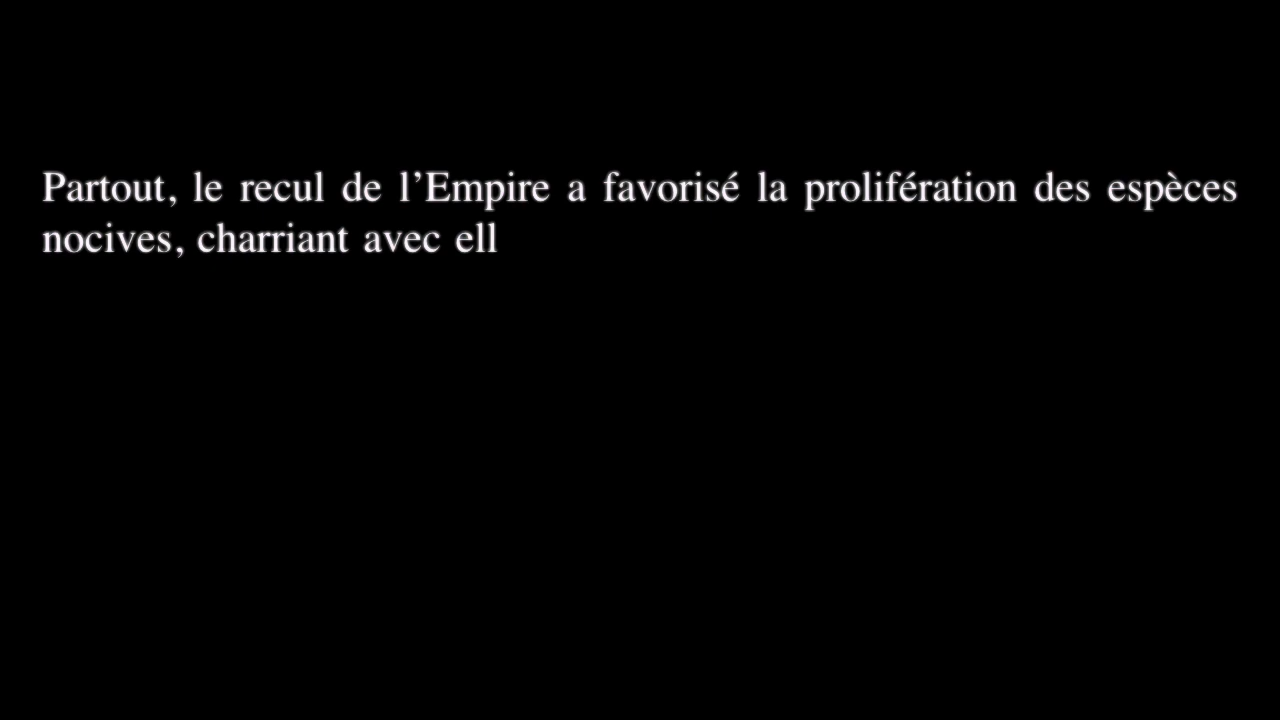 Partout, le recul de l’Empire a favorisé la prolifération des espèces
nocives, charriant avec ell